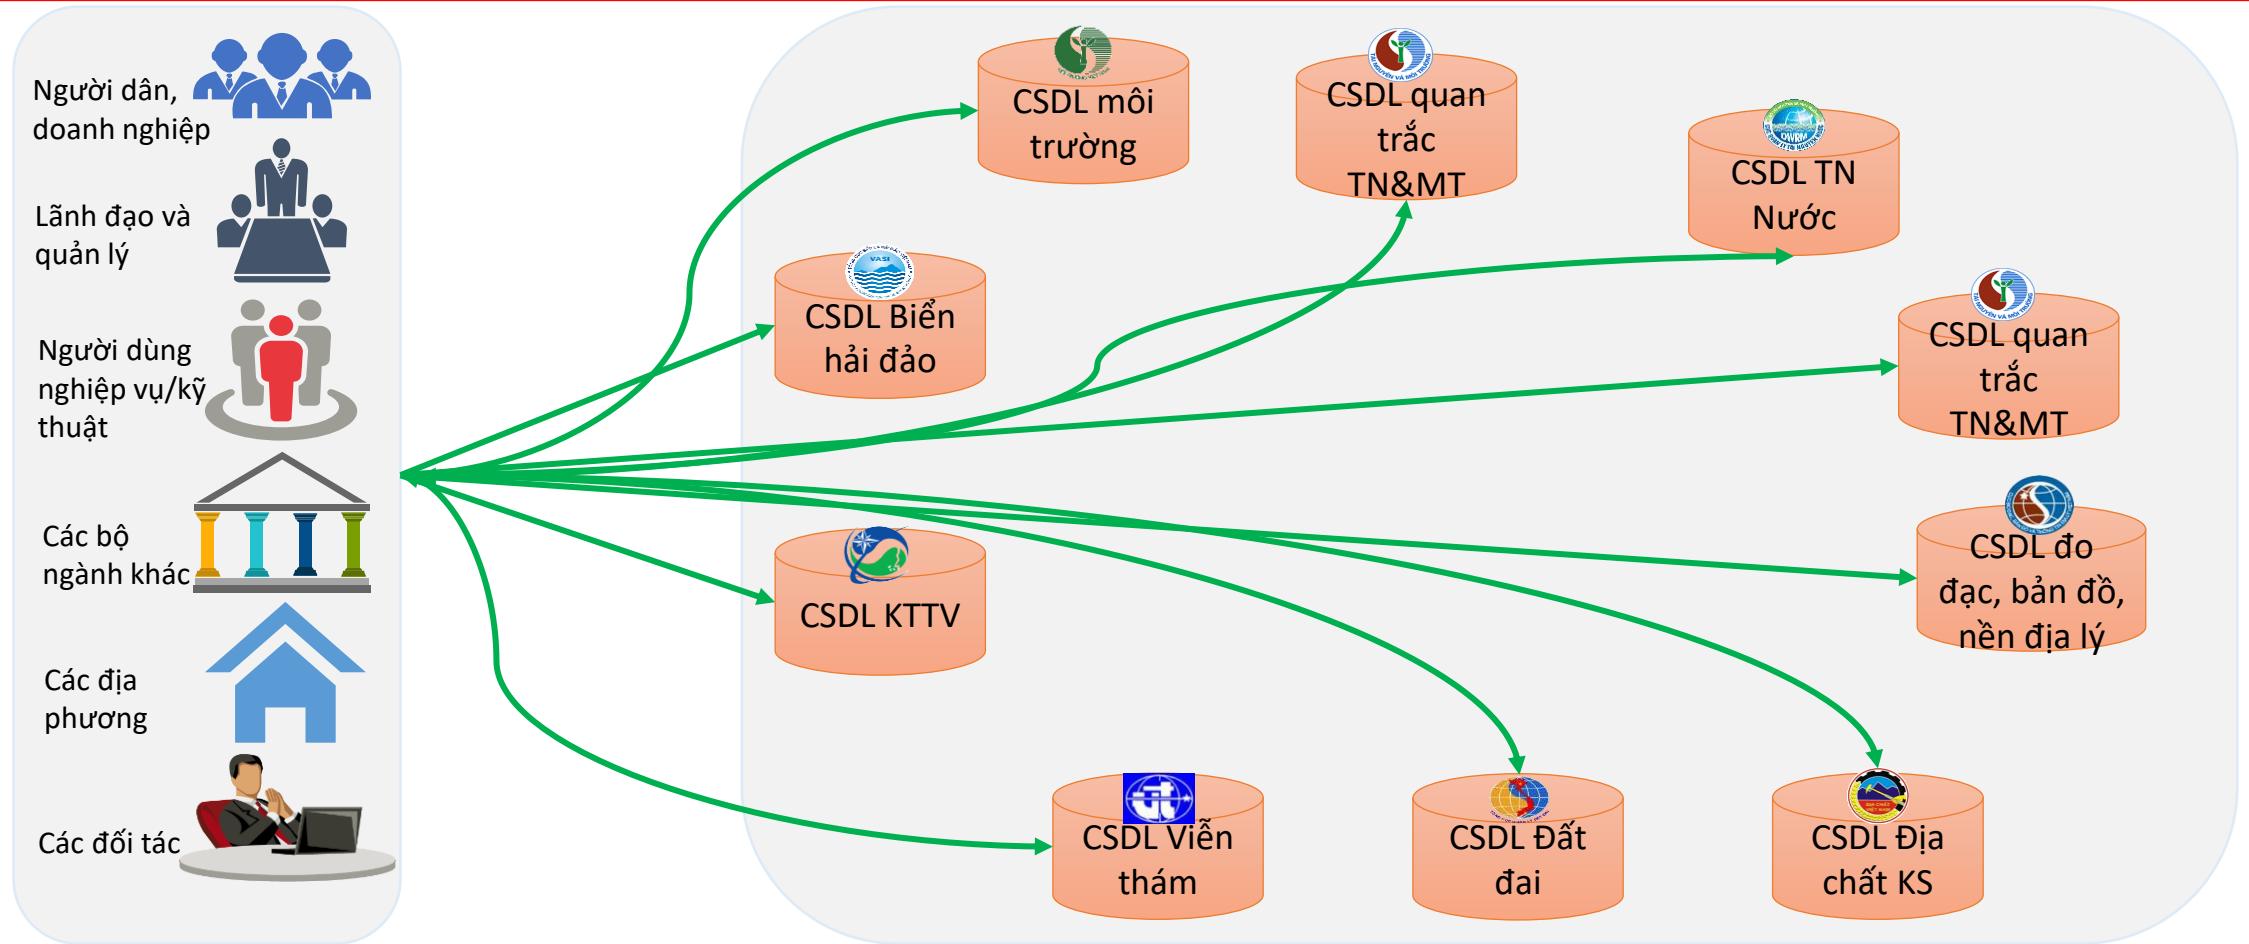 Người dân,
doanh nghiệp
Lãnh đạo và
quản lý
Người dùng
nghiệp vụ/kỹ
thuật
Các bộ
ngành khác
Các địa
phương
Các đối tác
CSDL môi
trường
CSDL quan
trắc
TN&MT
CSDL TN
Nước
CSDL Biển
hải đảo
VASI
CSDL quan
trắc
TN&MT
CSDL đo
đạc, bản đồ,
nền địa lý
CSDL KTTV
CSDL Viễn
thám
CSDL Đất
đai
CSDL Địa
chất KS